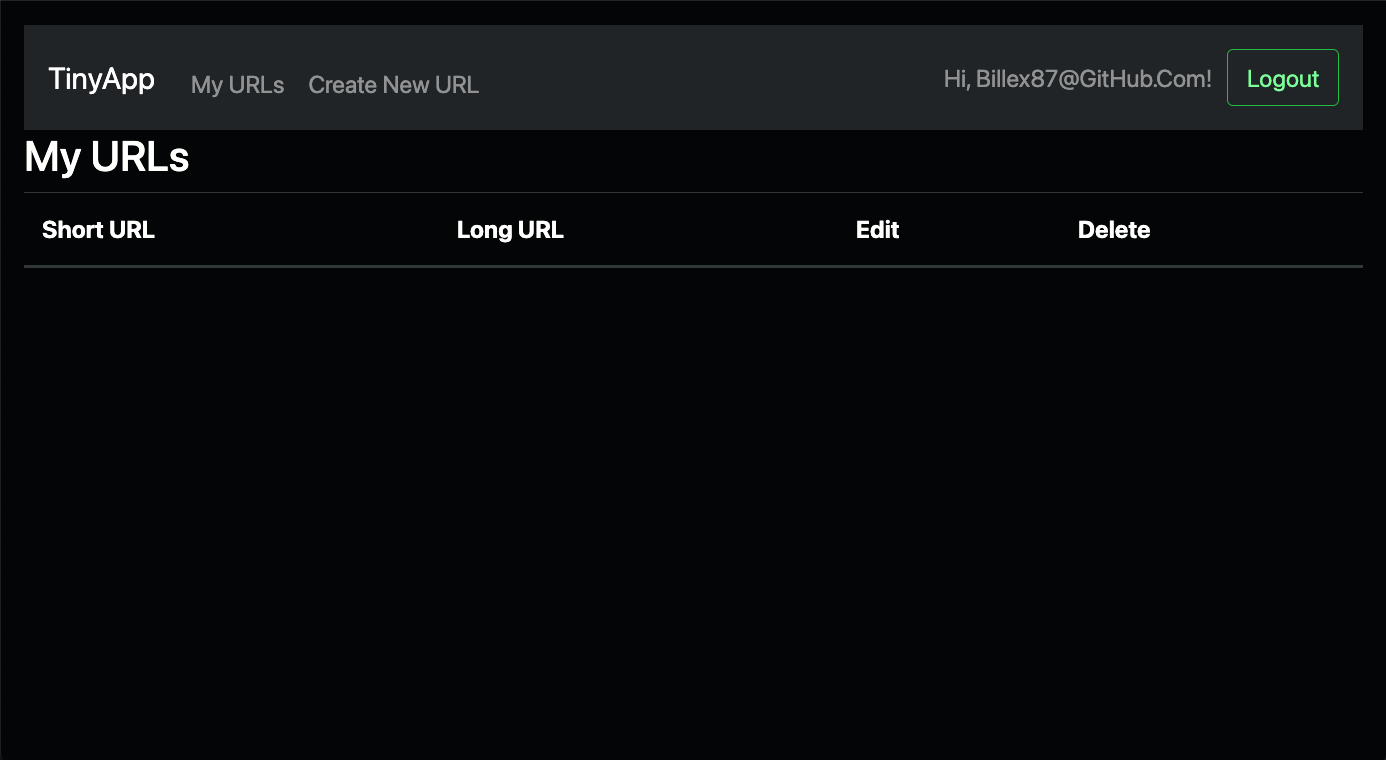 TinyApp My URLs Create New URL Hi, Billex87@GitHub.Com! Logout
My URLs
Short URL Long URL Edit Delete